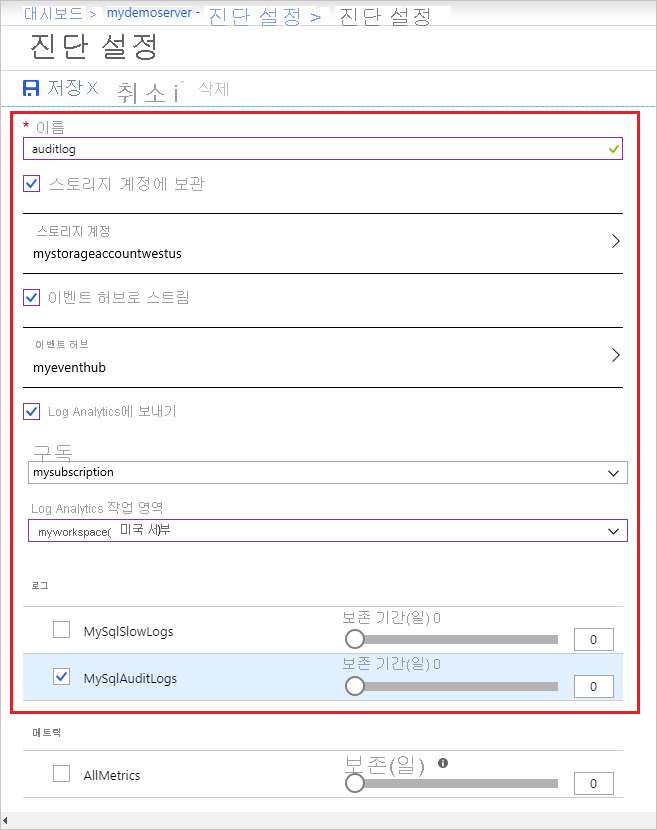 대시보드 > mydemoserver - 진단 설정 > 진단 설정
진단 설정
저장 X 취소 i 삭제
* 이름
auditlog
스토리지 계정에 보관
스토리지 계정
mystorageaccountwestus
이벤트 허브로 스트림
이벤트 허브
myeventhub
Log Analytics에 보내기
구독
mysubscription
Log Analytics 작업 영역
myworkspace( 미국 서부)
로그
보존 기간(일) 0
MySqlSlowLogs 0
보존 기간(일) 0
MySqlAuditLogs 0
메트릭
보존(일)
AllMetrics 0